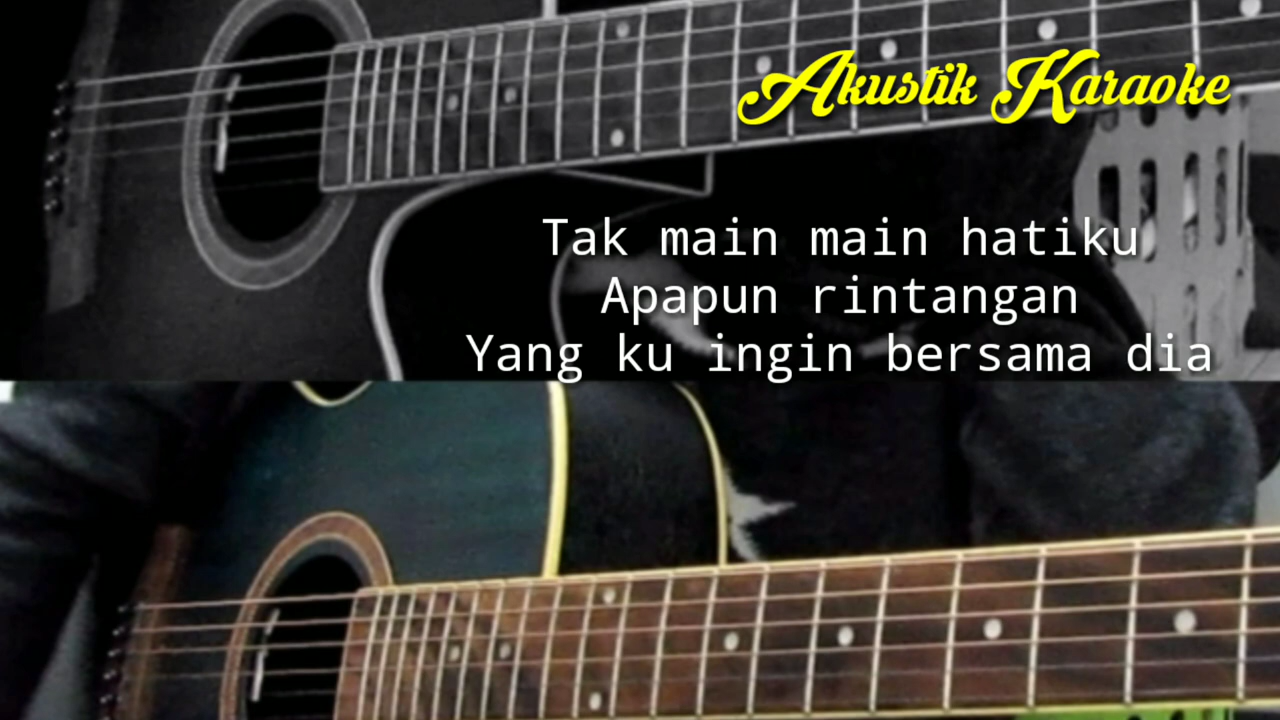 Akustik Karaoke
Tak main main hatiku
Apapun rintangan
Yang ku ingin bersama dia